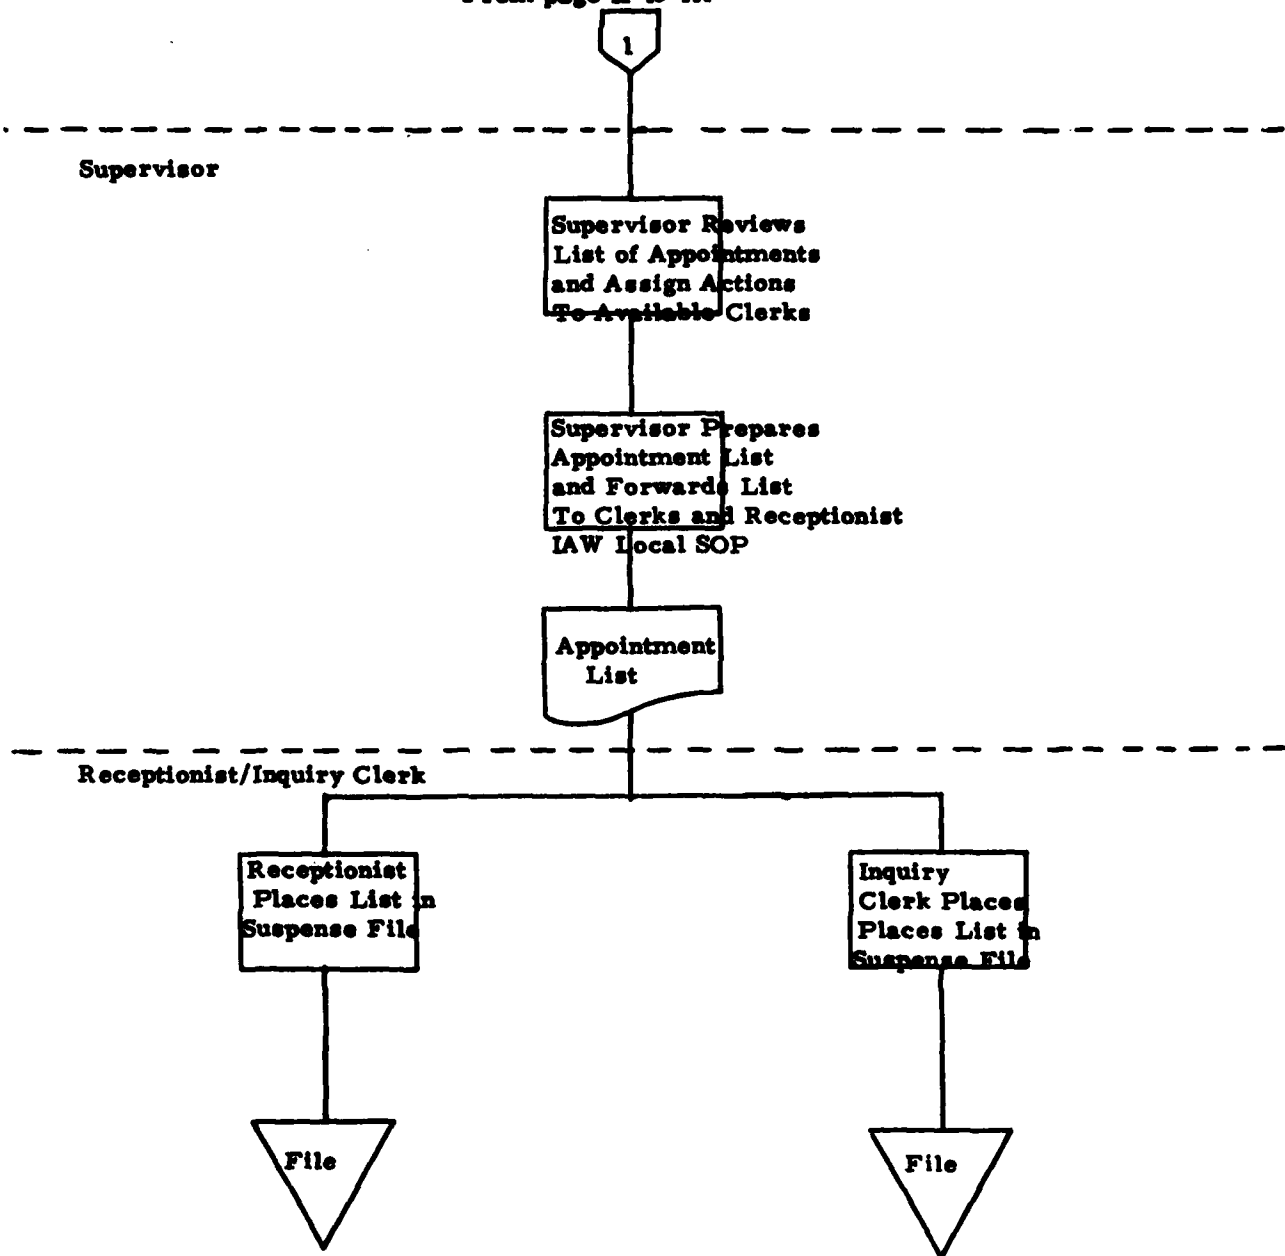 From page
1
Supervisor
Supervisor Reviews
List of Appointments
and Assign Actions
To Available Clerks
Supervisor Prepares
Appointment List
and Forwards List
To Clerks and Receptionist
IAW Local SOP
Appointment
List
Receptionist/Inquiry Clerk
Receptionist
Places List in
Suspense File
Inquiry
Clerk Places
Places List in
Suspense File
File
File